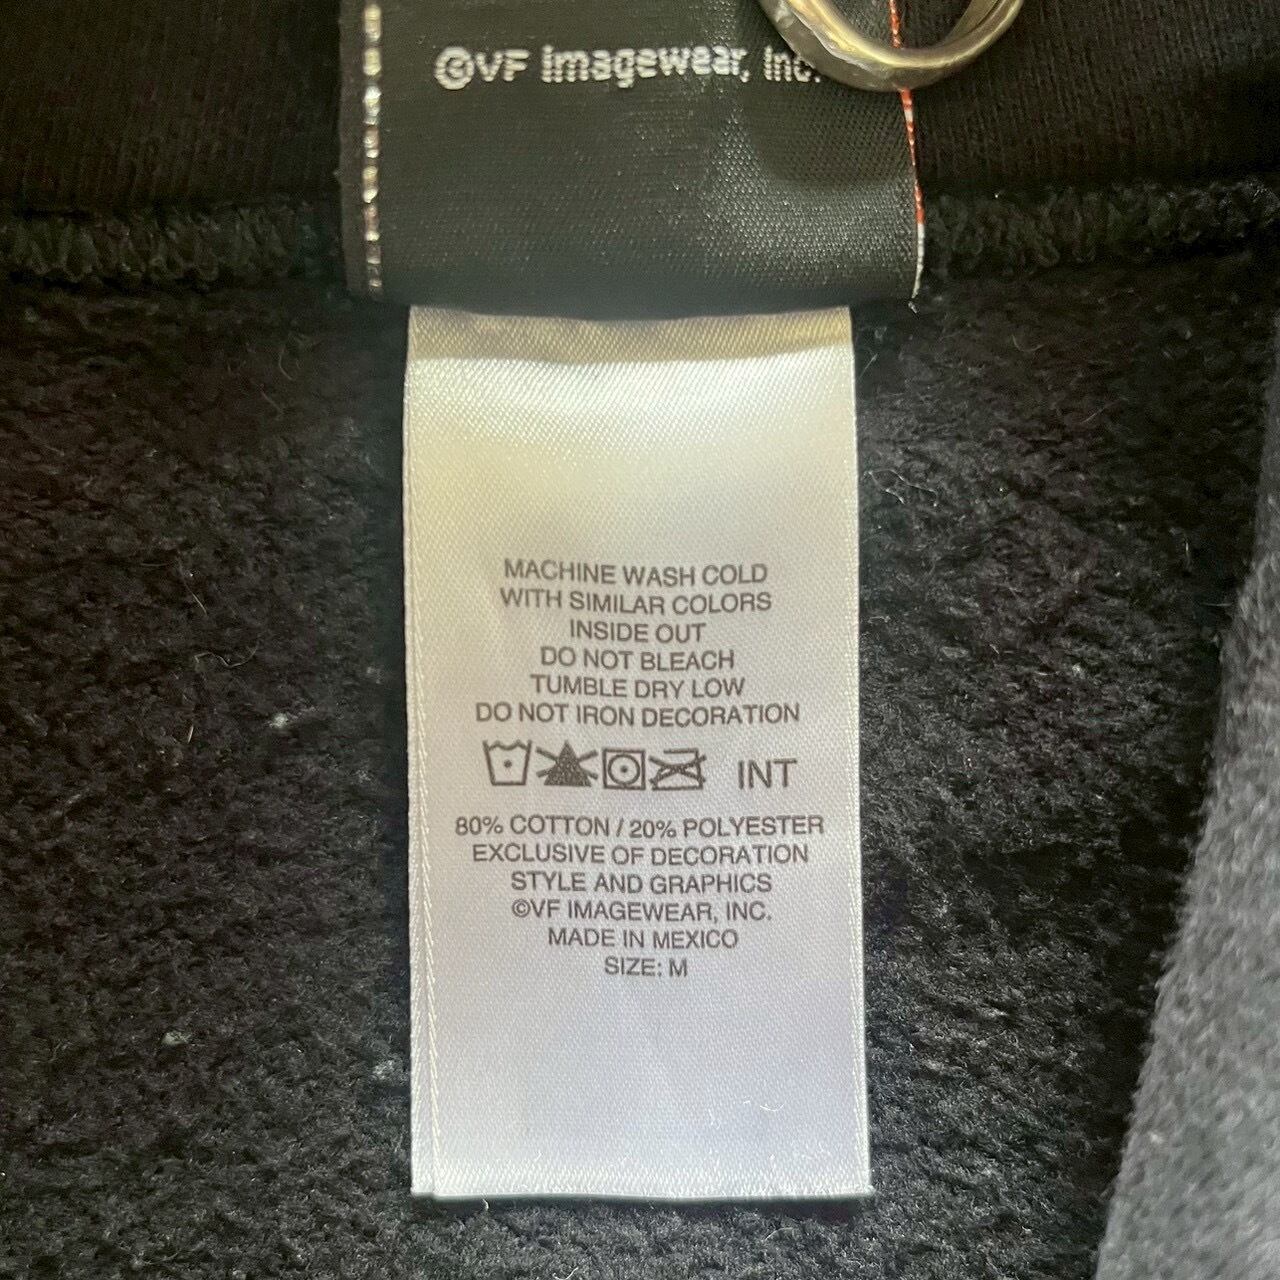 ©VF imagewear, Inc.
MACHINE WASH COLD
WITH SIMILAR COLORS
INSIDE OUT
DO NOT BLEACH
TUMBLE DRY LOW
DO NOT IRON DECORATION
INT
80% COTTON / 20% POLYESTER
EXCLUSIVE OF DECORATION
STYLE AND GRAPHICS
©VF IMAGEWEAR, INC.
MADE IN MEXICO
SIZE: M